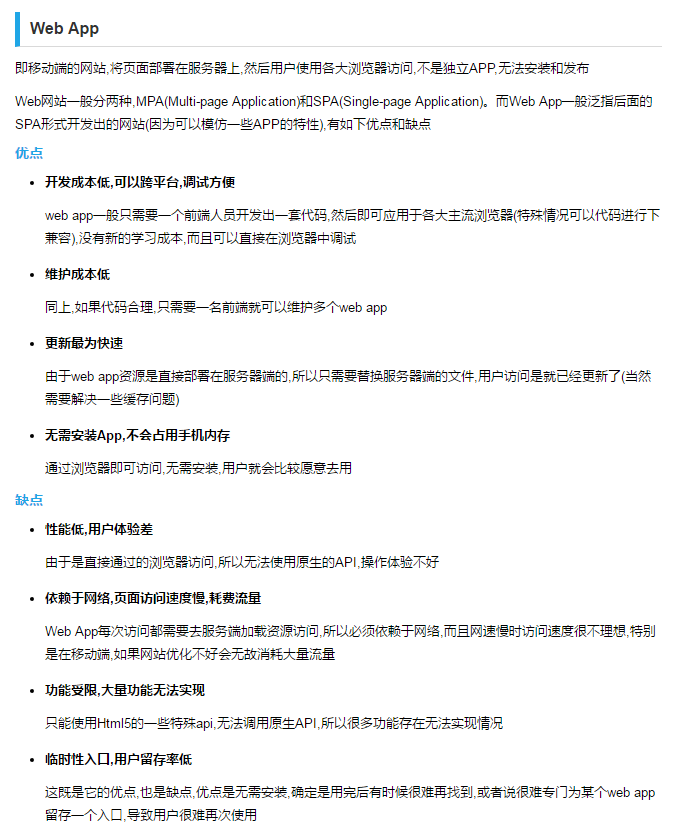 Web App
即移动端的网站,将页面部署在服务器上,然后用户使用各大浏览器访问,不是独立APP,无法安装和发布
Web网站一般分两种,MPA(Multi-page Application)和SPA(Single-page Application)。而Web App一般泛指后面的
SPA形式开发出的网站(因为可以模仿一些APP的特性),有如下优点和缺点
优点
• 开发成本低,可以跨平台,调试方便
web app一般只需要一个前端人员开发出一套代码,然后即可应用于各大主流浏览器(特殊情况可以代码进行下
兼容),没有新的学习成本,而且可以直接在浏览器中调试
• 维护成本低
同上,如果代码合理,只需要一名前端就可以维护多个web app
• 更新最为快速
由于web app资源是直接部署在服务器端的,所以只需要替换服务器端的文件,用户访问是就已经更新了(当然
需要解决一些缓存问题)
• 无需安装App,不会占用手机内存
通过浏览器即可访问,无需安装,用户就会比较愿意去用
缺点
• 性能低,用户体验差
由于是直接通过的浏览器访问,所以无法使用原生的API,操作体验不好
• 依赖于网络,页面访问速度慢,耗费流量
Web App每次访问都需要去服务端加载资源访问,所以必须依赖于网络,而且网速慢时访问速度很不理想,特别
是在移动端,如果网站优化不好会无故消耗大量流量
• 功能受限,大量功能无法实现
只能使用Html5的一些特殊api,无法调用原生API,所以很多功能存在无法实现情况
• 临时性入口,用户留存率低
这既是它的优点,也是缺点,优点是无需安装,确定是用完后有时候很难再找到,或者说很难专门为某个web app
留存一个入口,导致用户很难再次使用